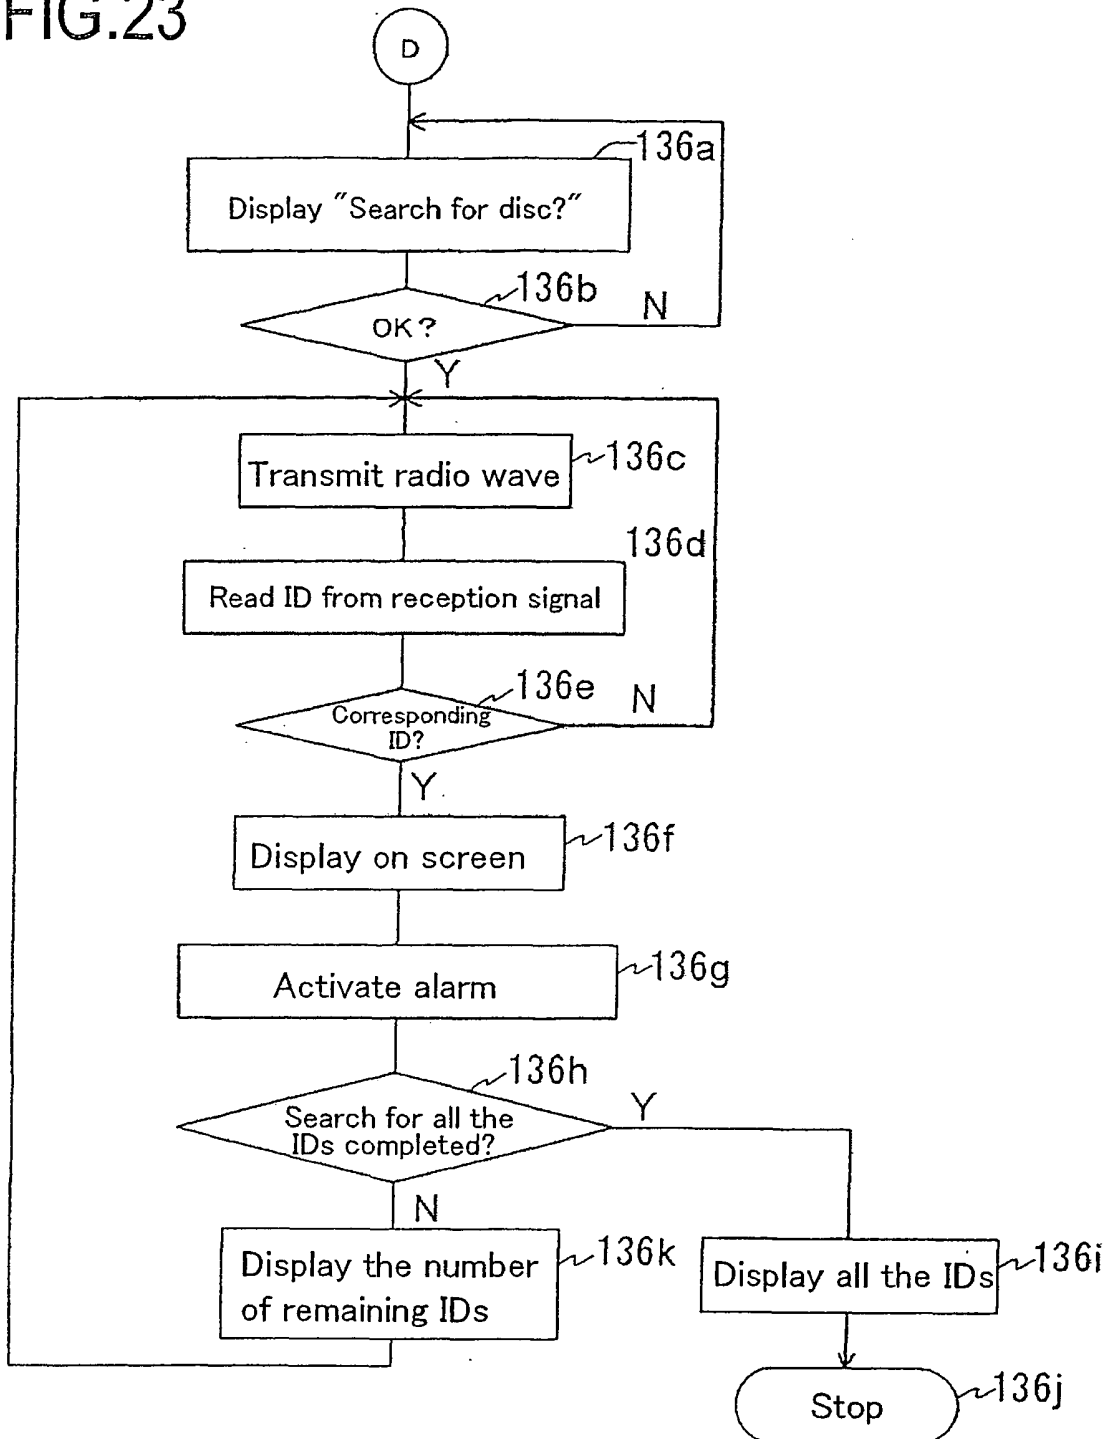 FIG.23
D
136a
Display "Search for disc?"
136b
OK?
N
Y
136c
Transmit radio wave
136d
Read ID from reception signal
136e
Corresponding
ID?
N
Y
136f
Display on screen
136g
Activate alarm
136h
Search for all the
IDs completed?
Y
N
136k
Display the number
of remaining IDs
136i
Display all the IDs
136j
Stop